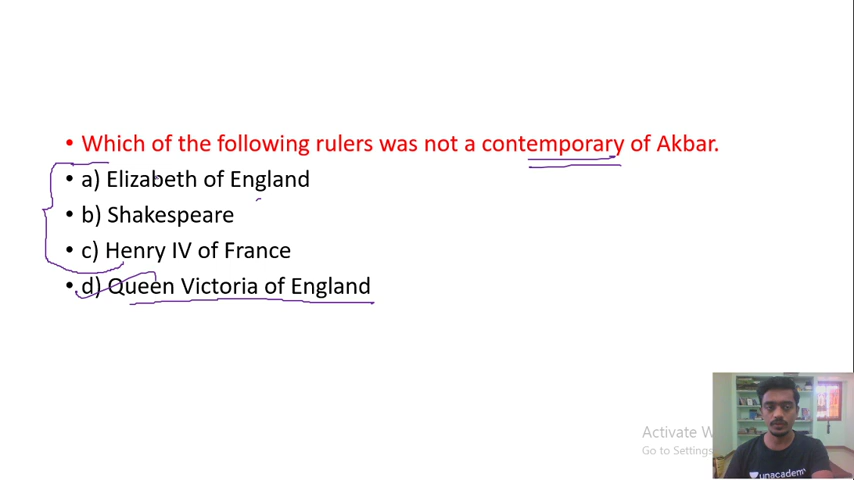 • Which of the following rulers was not a contemporary of Akbar.
• a) Elizabeth of England
• b) Shakespeare
• c) Henry IV of France
• d) Queen Victoria of England
Activate W
Go to Settings
unacademy